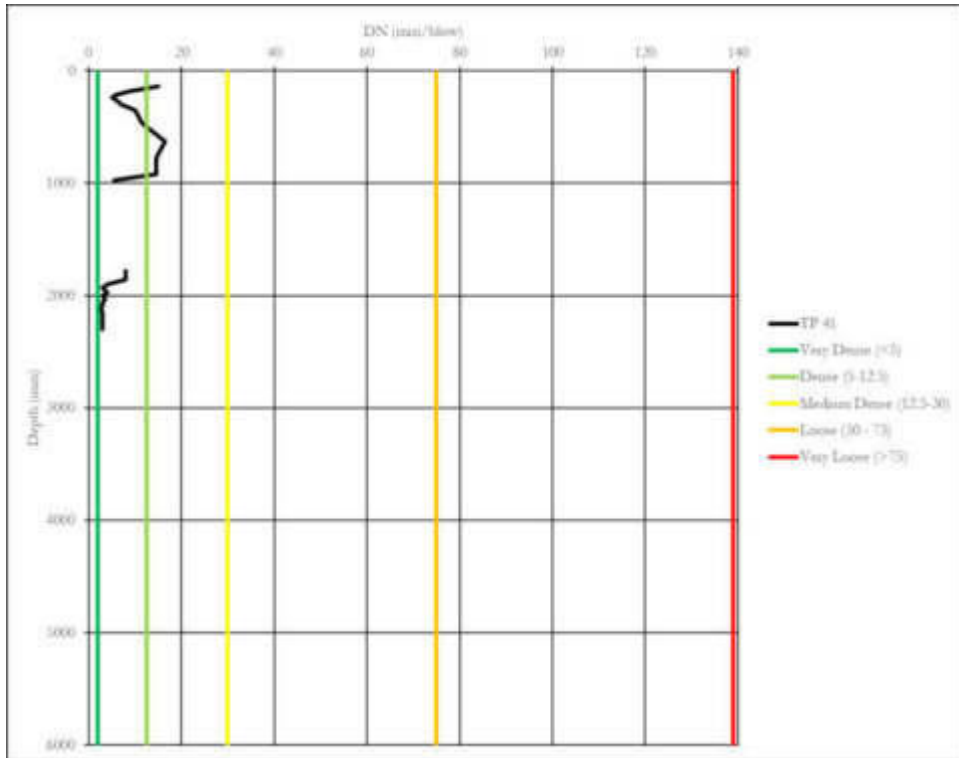 DN (mm/blow)
0 20 40 60 80 100 120 140
0
1000
2000
3000
4000
5000
6000
Depth (mm)
TP 41
Very Dense (<5)
Dense (5-12.5)
Medium Dense (12.5-30)
Loose (30 - 75)
Very Loose (>75)